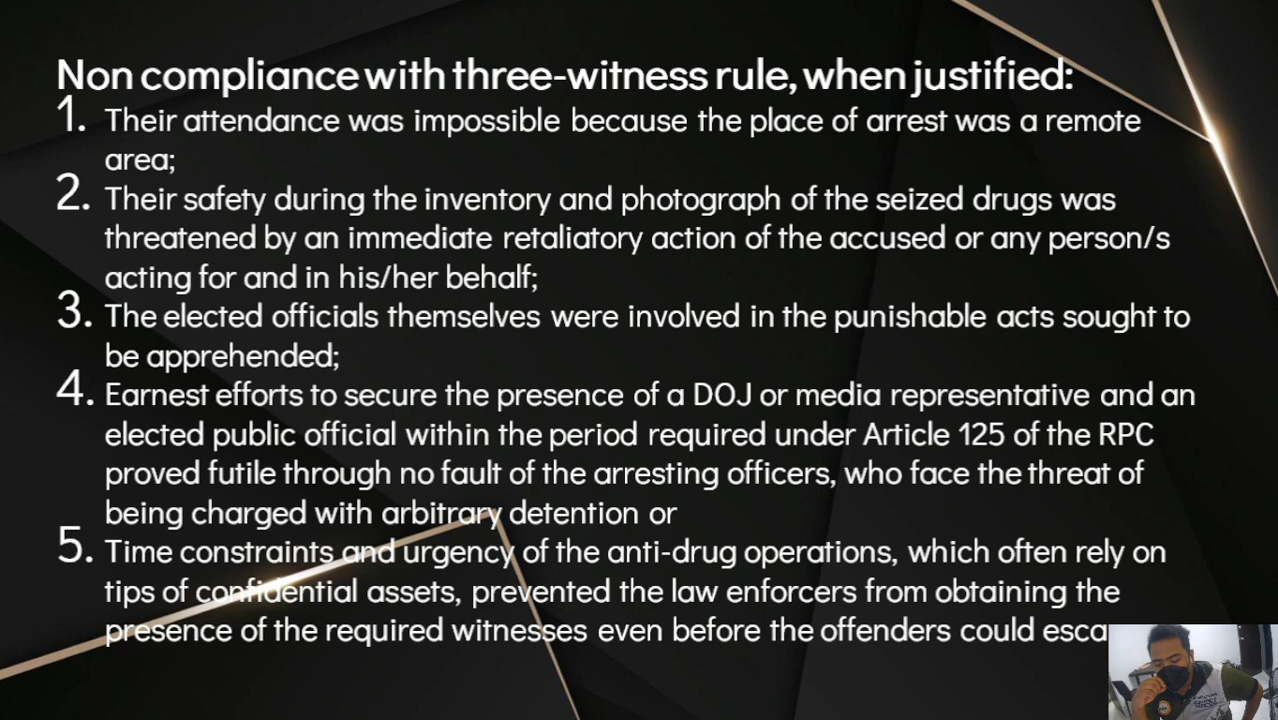 Non compliance with three-witness rule, when justified:
1. Their attendance was impossible because the place of arrest was a remote
area;
2. Their safety during the inventory and photograph of the seized drugs was
threatened by an immediate retaliatory action of the accused or any person/s
acting for and in his/her behalf;
3. The elected officials themselves were involved in the punishable acts sought to
be apprehended;
4. Earnest efforts to secure the presence of a DOJ or media representative and an
elected public official within the period required under Article 125 of the RPC
proved futile through no fault of the arresting officers, who face the threat of
being charged with arbitrary detention or
5. Time constraints and urgency of the anti-drug operations, which often rely on
tips of confidential assets, prevented the law enforcers from obtaining the
presence of the required witnesses even before the offenders could